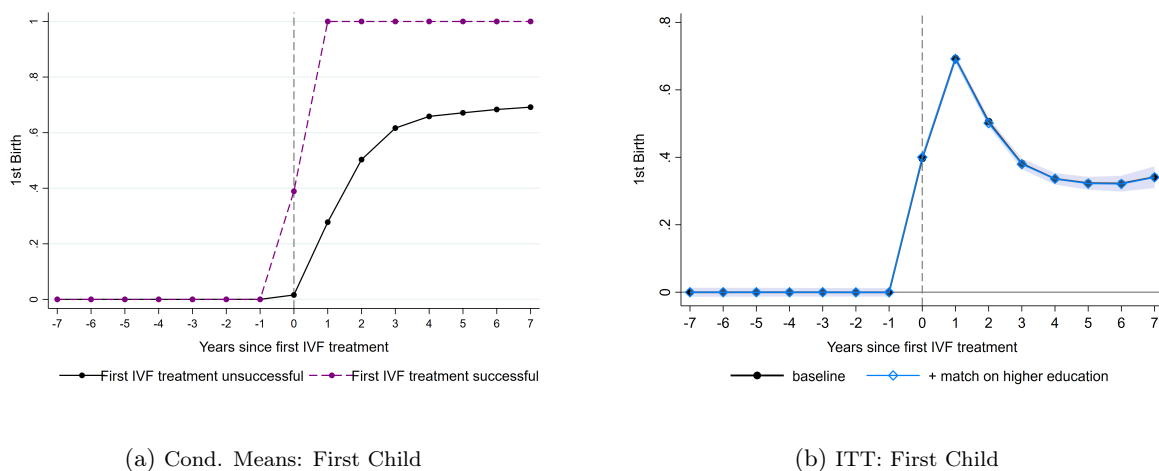 1
.8
.6
.4
.2
0
1st Birth
-7 -6 -5 -4 -3 -2 -1 0 1 2 3 4 5 6 7
Years since first IVF treatment
First IVF treatment unsuccessful First IVF treatment successful
(a) Cond. Means: First Child
.8
.6
.4
.2
0
1st Birth
-7 -6 -5 -4 -3 -2 -1 0 1 2 3 4 5 6 7
Years since first IVF treatment
baseline + match on higher education
(b) ITT: First Child